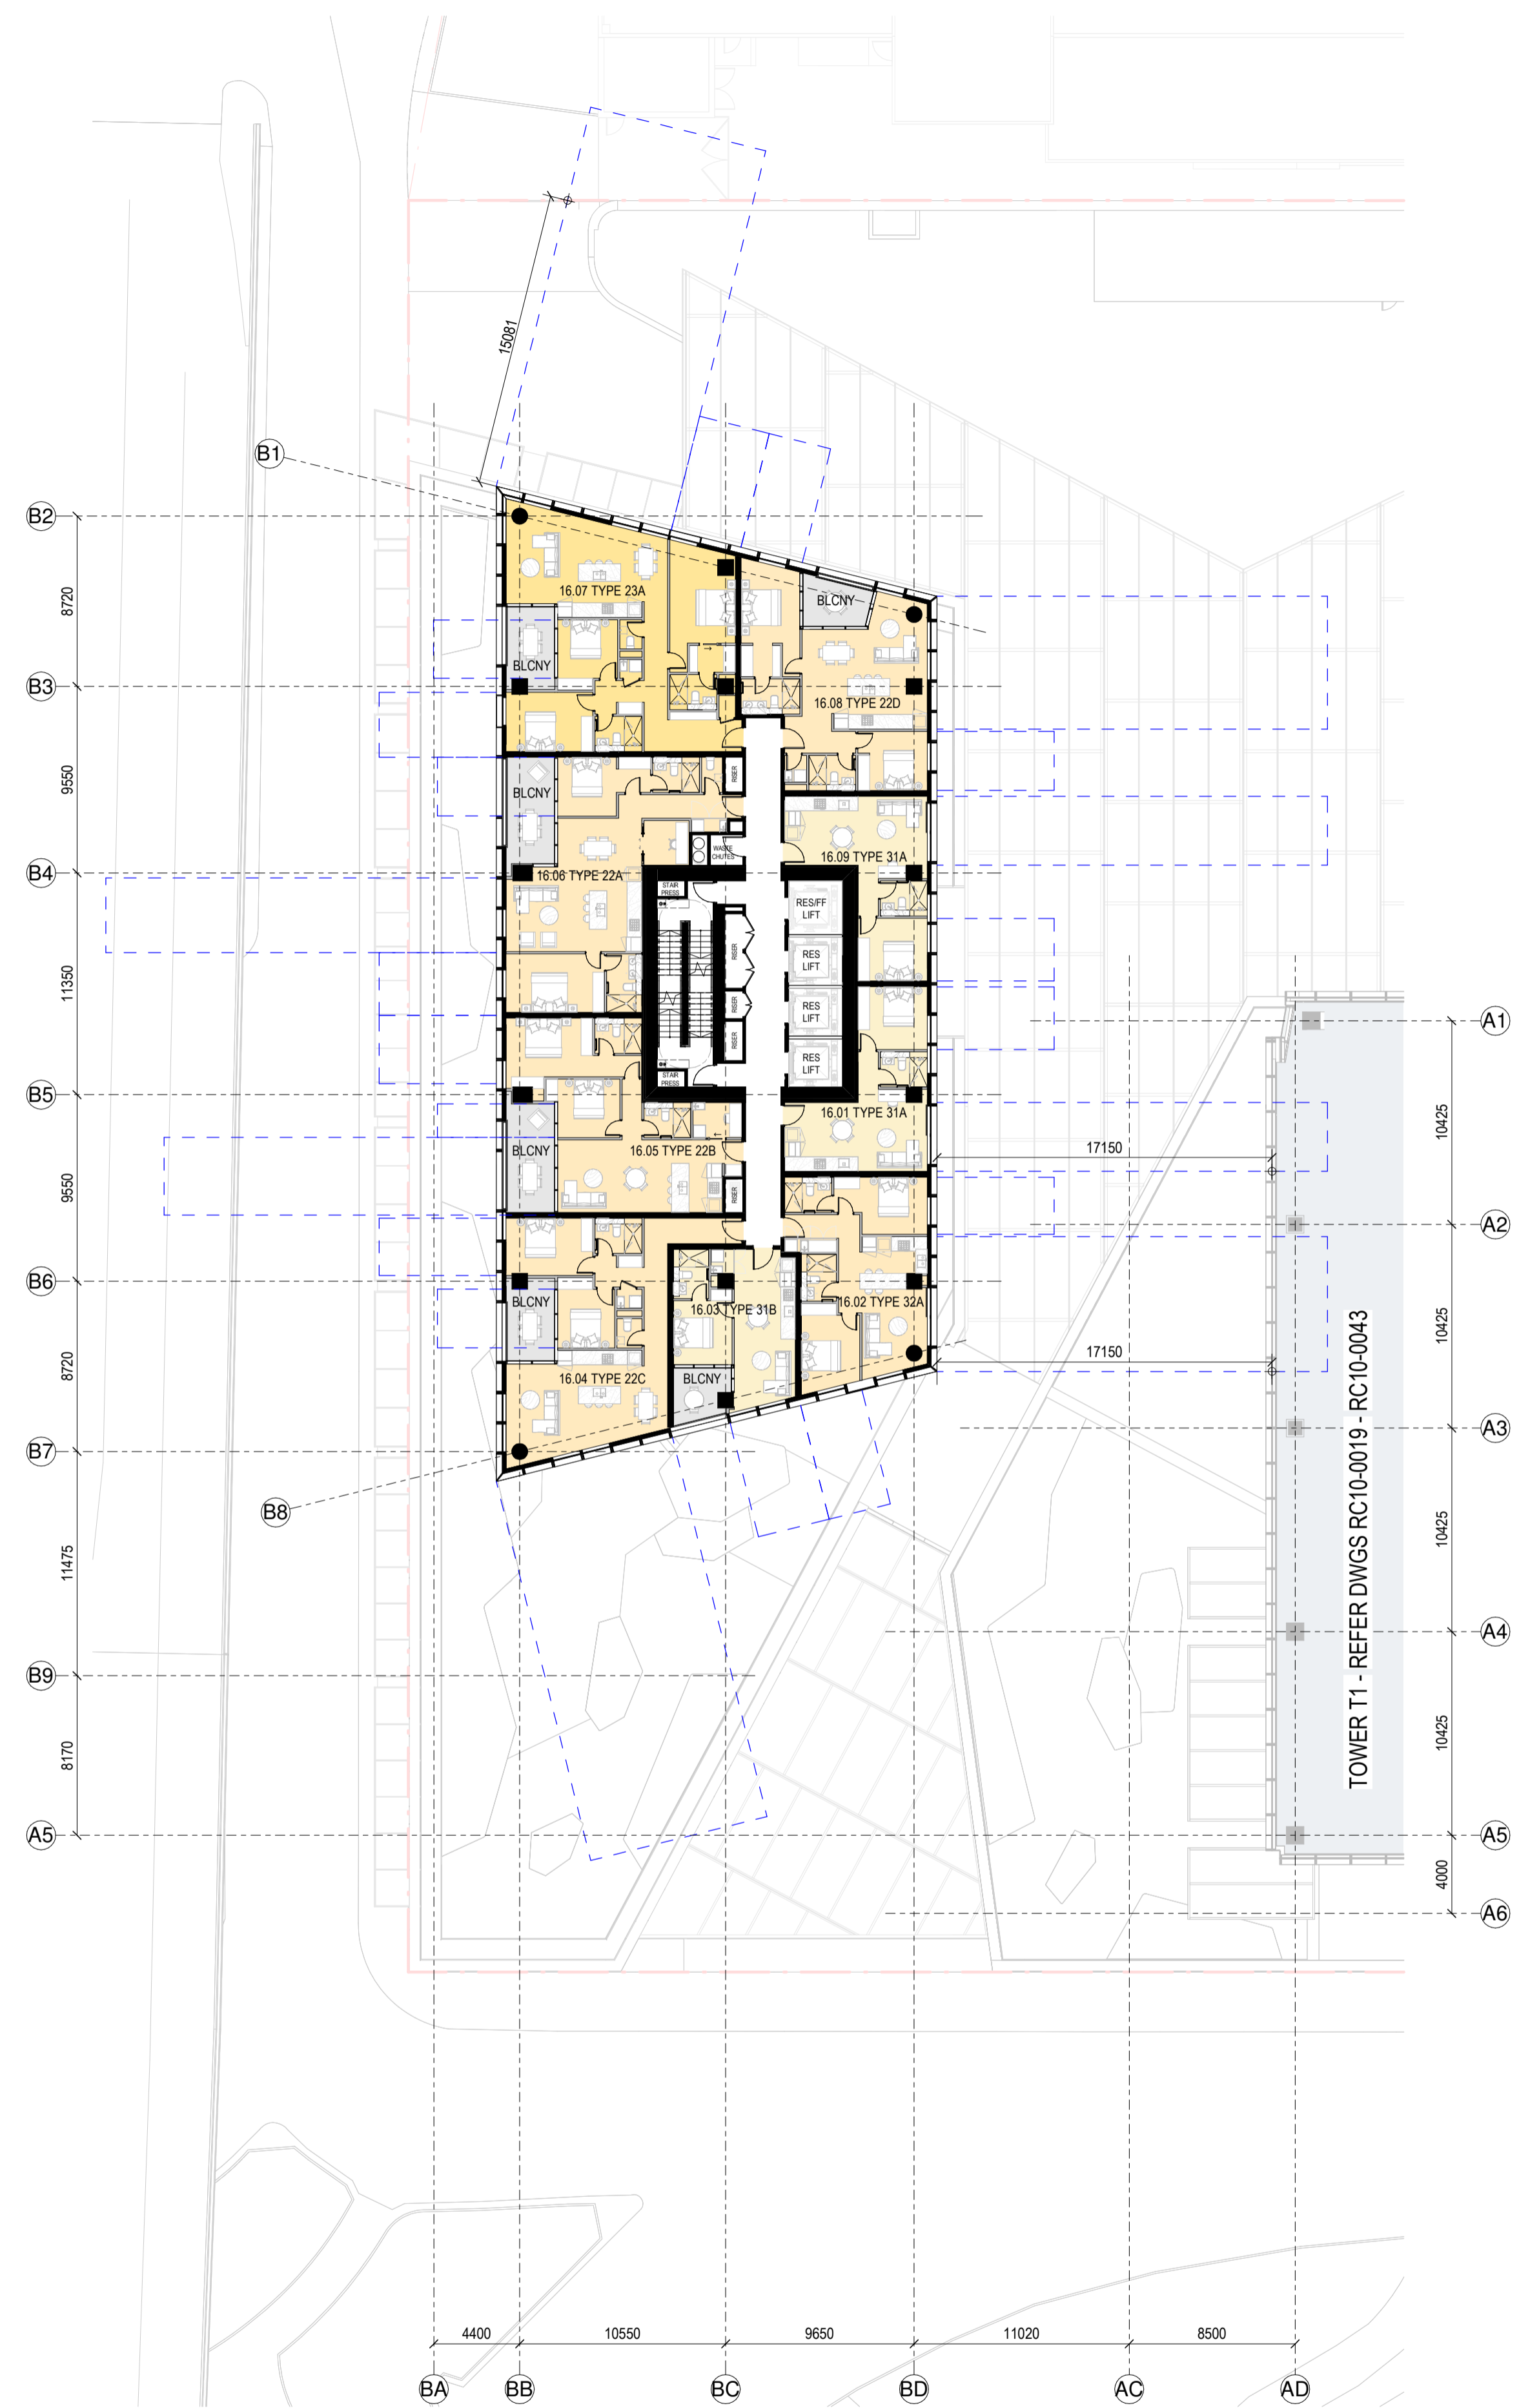 15081
B1
B2
8720
16.07 TYPE 23A
BLCNY
BLCNY
B3
16.08 TYPE 22D
9550
BLCNY
RISER
WASTE
CHUTES
16.09 TYPE 31A
B4
16.06 TYPE 22A
STAIR
PRESS
RES/FF
LIFT
RISER
RES
LIFT
11350
RISER
RES
LIFT
RISER
RES
LIFT
A1
STAIR
PRESS
B5
16.01 TYPE 31A
10425
BLCNY
16.05 TYPE 22B
17150
9550
RISER
A2
B6
BLCNY
16.03 TYPE 31B
16.02 TYPE 32A
10425
8720
16.04 TYPE 22C
BLCNY
17150
A3
B7
B8
TOWER T1 - REFER DWGS RC10-0019 - RC10-0043
11475
10425
A4
B9
8170
10425
A5
A5
4000
A6
4400
10550
9650
11020
8500
BA
BB
BC
BD
AC
AD